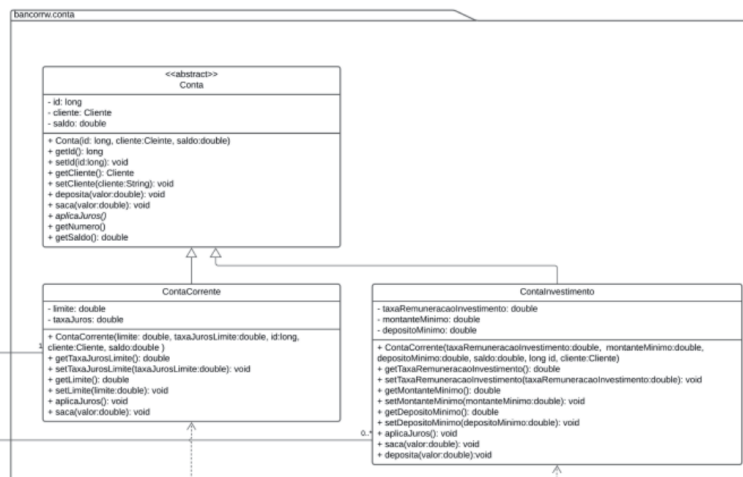 bancorrw.conta
<<abstract>>
Conta
- id: long
- cliente: Cliente
- saldo: double
+ Conta(id: long, cliente:Cleinte, saldo:double)
+ getId(): long
+ setId(id:long): void
+ getCliente(): Cliente
+ setCliente(cliente:String): void
+ deposita(valor:double): void
+ saca(valor:double): void
+ aplicaJuros()
+ getNumero()
+ getSaldo(): double
ContaCorrente
- limite: double
- taxaJuros: double
+ ContaCorrente(limite: double, taxaJurosLimite:double, id:long,
cliente:Cliente, saldo:double )
+ getTaxaJurosLimite(): double
+ setTaxaJurosLimite(taxaJurosLimite:double): void
+ getLimite(): double
+ setLimite(limite:double): void
+ aplicaJuros(): void
+ saca(valor:double): void
1
ContaInvestimento
- taxaRemuneracaoInvestimento: double
- montanteMinimo: double
- depositoMinimo: double
+ ContaCorrente(taxaRemuneracaoInvestimento:double, montanteMinimo:double,
depositoMinimo:double, saldo:double, long id, cliente:Cliente)
+ getTaxaRemuneracaoInvestimento(): double
+ setTaxaRemuneracaoInvestimento(taxaRemuneracaoInvestimento:double): void
+ getMontanteMinimo(): double
+ setMontanteMinimo(montanteMinimo:double): void
+ getDepositoMinimo(): double
+ setDepositoMinimo(depositoMinimo:double): void
+ aplicaJuros(): void
+ saca(valor:double): void
+ deposita(valor:double):void
0..*